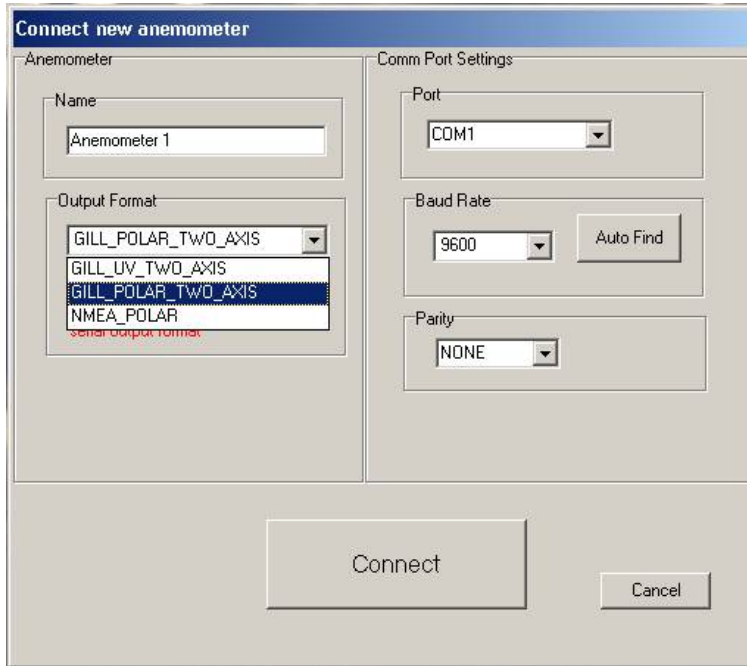 Connect new anemometer
Anemometer
Name
Anemometer 1
Output Format
GILL_POLAR_TWO_AXIS
GILL_UV_TWO_AXIS
GILL_POLAR_TWO_AXIS
NMEA_POLAR
serial output format
Comm Port Settings
Port
COM1
Baud Rate
9600
Auto Find
Parity
NONE
Connect
Cancel